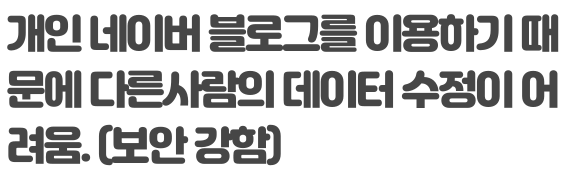 개인 네이버 블로그를 이용하기 때
문에 다른사람의 데이터 수정이 어
려움. (보안 강함)